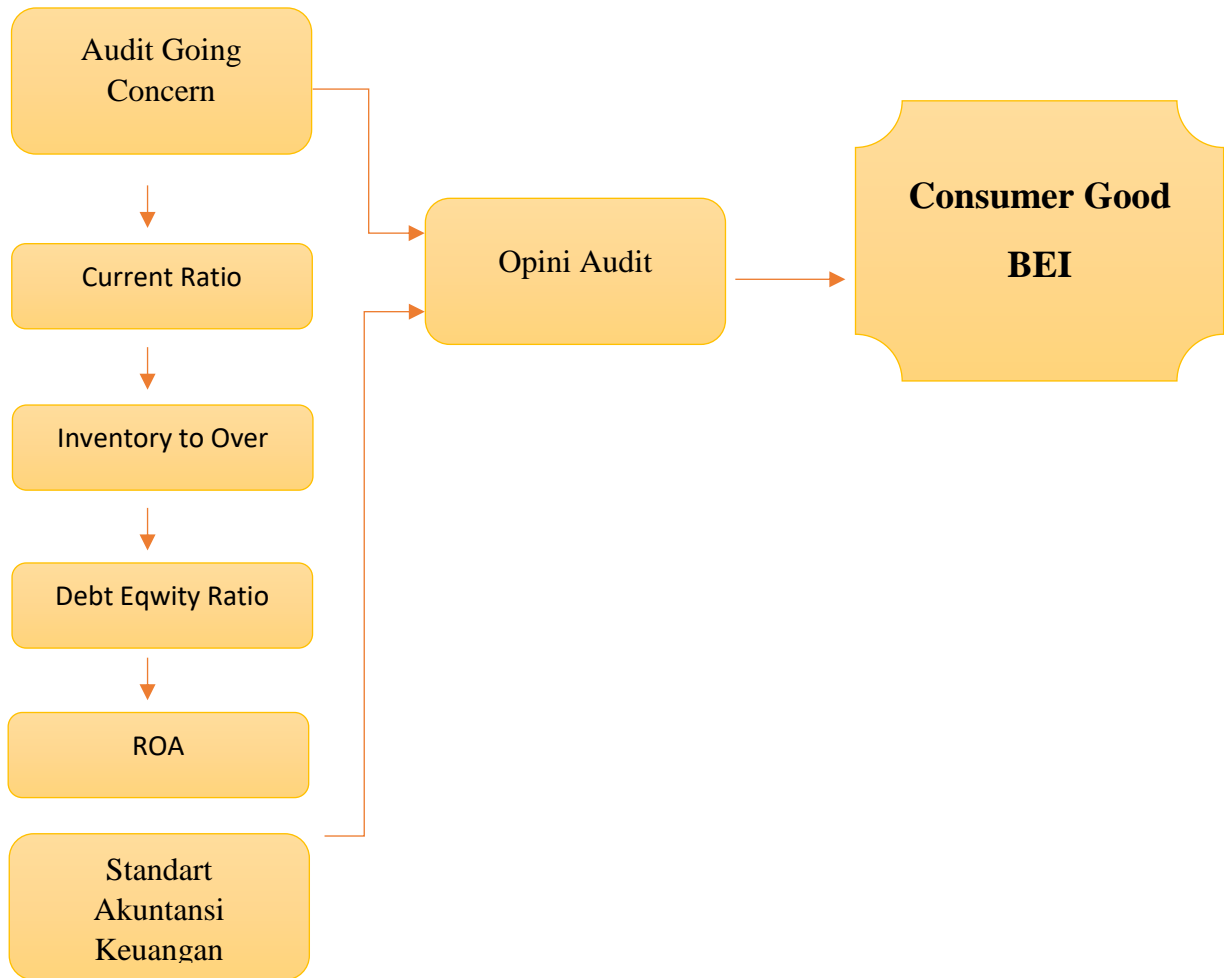 Audit Going
Concern
Current Ratio
Inventory to Over
Debt Eqwity Ratio
ROA
Standart
Akuntansi
Keuangan
Opini Audit
Consumer Good
BEI